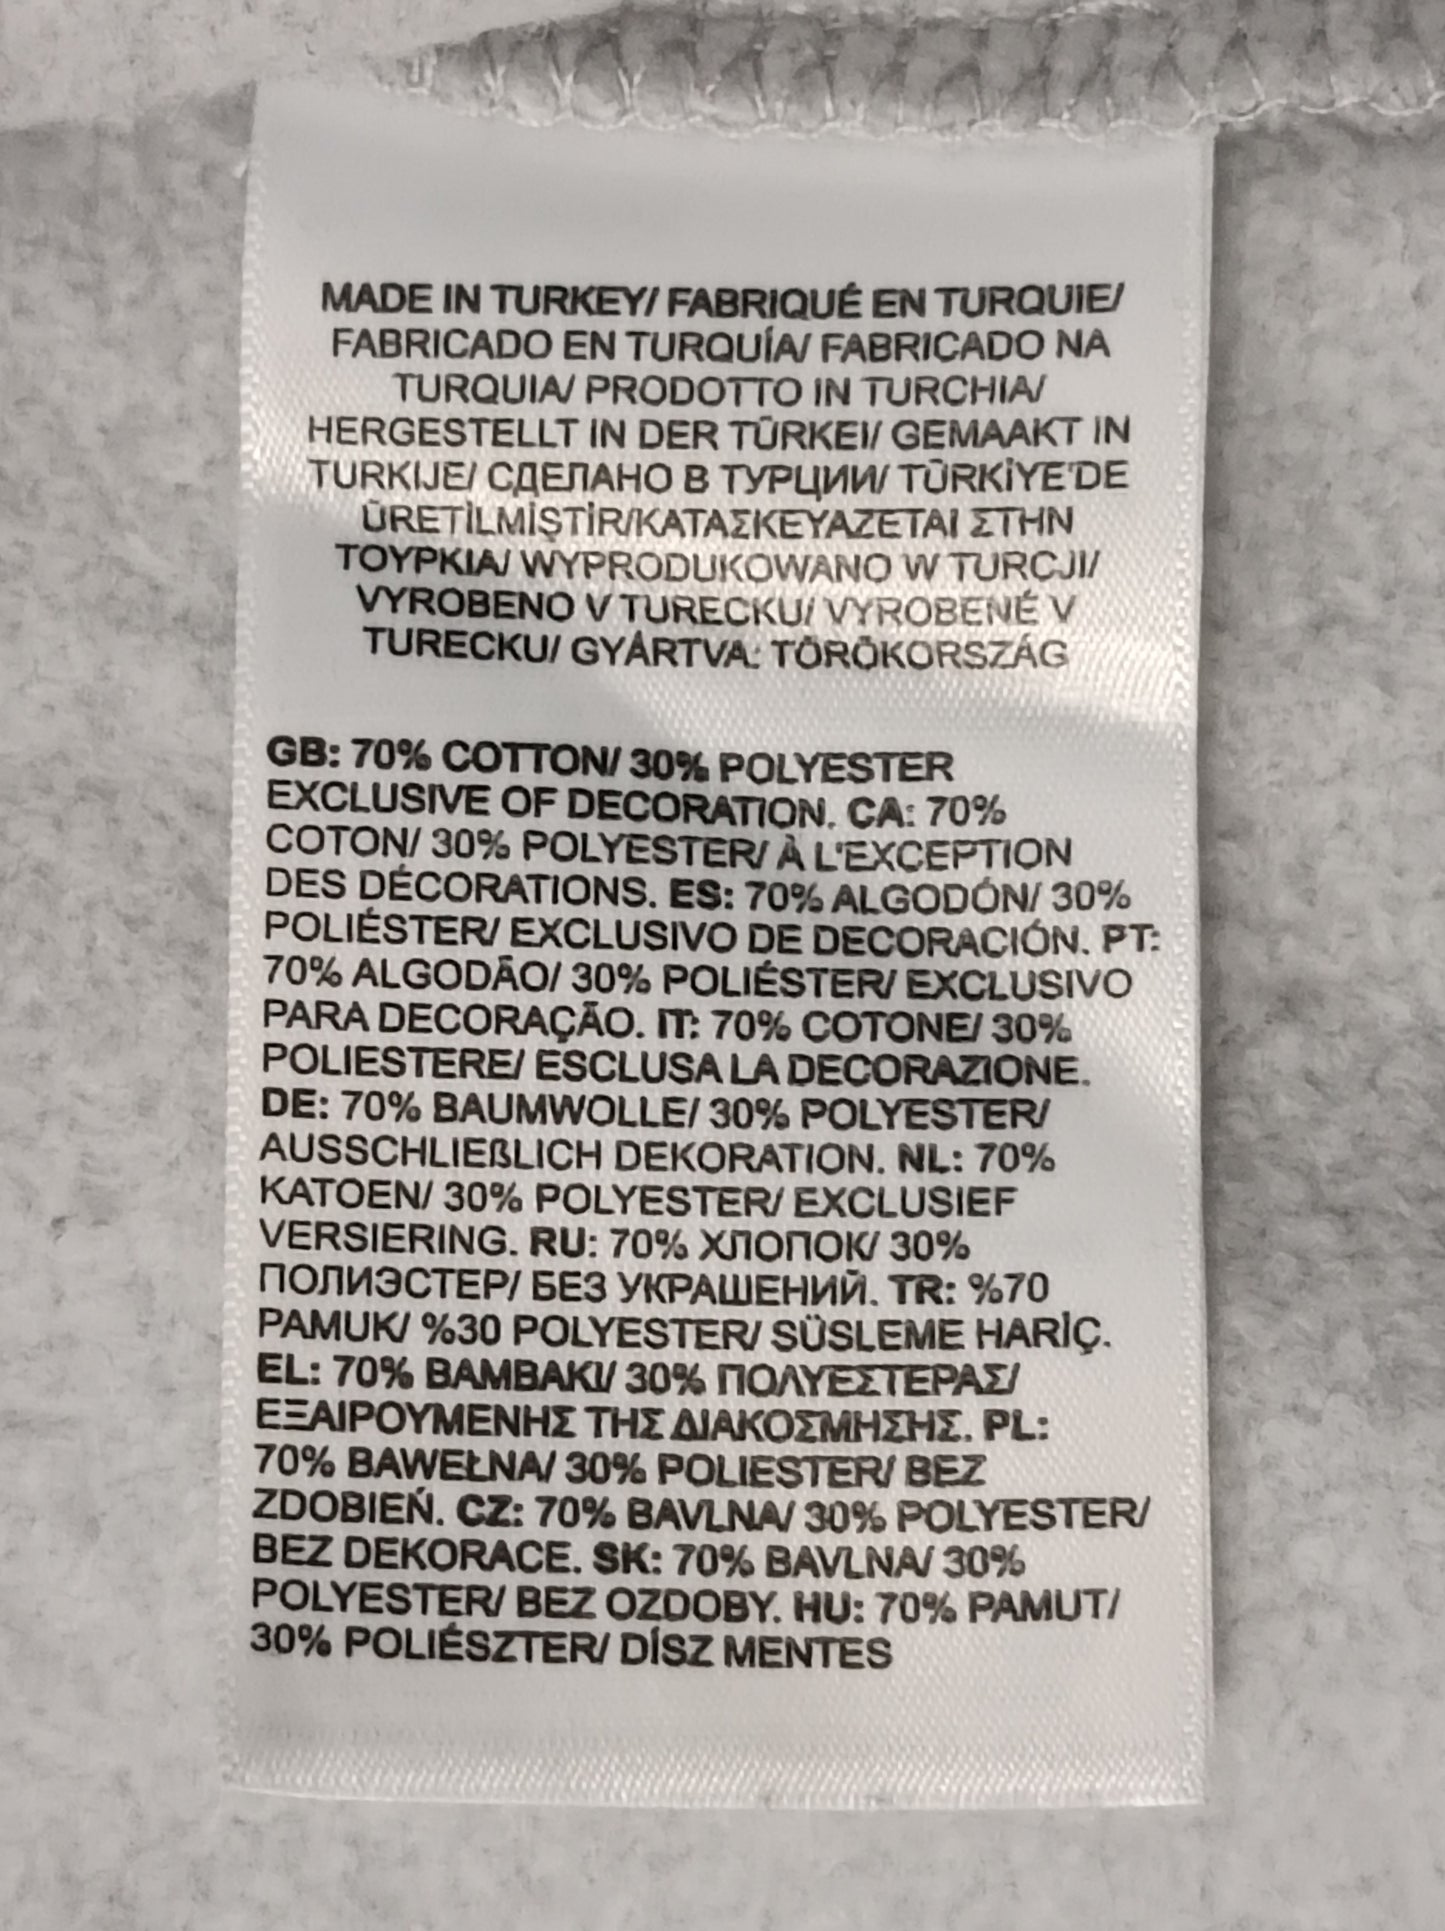 MADE IN TURKEY/ FABRIQUÉ EN TURQUIE/
FABRICADO EN TURQUÍA/ FABRICADO NA
TURQUIA/ PRODOTTO IN TURCHIA/
HERGESTELLT IN DER TÜRKEI/ GEMAAKT IN
TURKIJE/ СДЕЛАНО В ТУРЦИИ/ TÜRKİYE'DE
ÜRETİLMİŞTİR/ΚΑΤΑΣΚΕΥΑΖΕΤΑΙ ΣΤΗΝ
ΤΟΥΡΚΙΑ/ WYPRODUKOWANO W TURCJI/
VYROBENO V TURECKU/ VYROBENÉ V
TURECKU/ GYÁRTVA: TÖRÖKORSZÁG
GB: 70% COTTON/ 30% POLYESTER
EXCLUSIVE OF DECORATION. CA: 70%
COTON/ 30% POLYESTER/ À L'EXCEPTION
DES DÉCORATIONS. ES: 70% ALGODÓN/ 30%
POLIÉSTER/ EXCLUSIVO DE DECORACIÓN. PT:
70% ALGODÃO/ 30% POLIÉSTER/ EXCLUSIVO
PARA DECORAÇÃO. IT: 70% COTONE/ 30%
POLIESTERE/ ESCLUSA LA DECORAZIONE.
DE: 70% BAUMWOLLE/ 30% POLYESTER/
AUSSCHLIEßLICH DEKORATION. NL: 70%
KATOEN/ 30% POLYESTER/ EXCLUSIEF
VERSIERING. RU: 70% ХЛОПОК/ 30%
ПОЛИЭСТЕР/ БЕЗ УКРАШЕНИЙ. TR: %70
PAMUK/ %30 POLYESTER/ SÜSLEME HARİÇ.
EL: 70% ΒΑΜΒΑΚΙ/ 30% ΠΟΛΥΕΣΤΕΡΑΣ/
ΕΞΑΙΡΟΥΜΕΝΗΣ ΤΗΣ ΔΙΑΚΟΣΜΗΣΗΣ. PL:
70% BAWEŁNA/ 30% POLIESTER/ BEZ
ZDOBIEŃ. CZ: 70% BAVLNA/ 30% POLYESTER/
BEZ DEKORACE. SK: 70% BAVLNA/ 30%
POLYESTER/ BEZ OZDOBY. HU: 70% PAMUT/
30% POLIÉSZTER/ DÍSZ MENTES